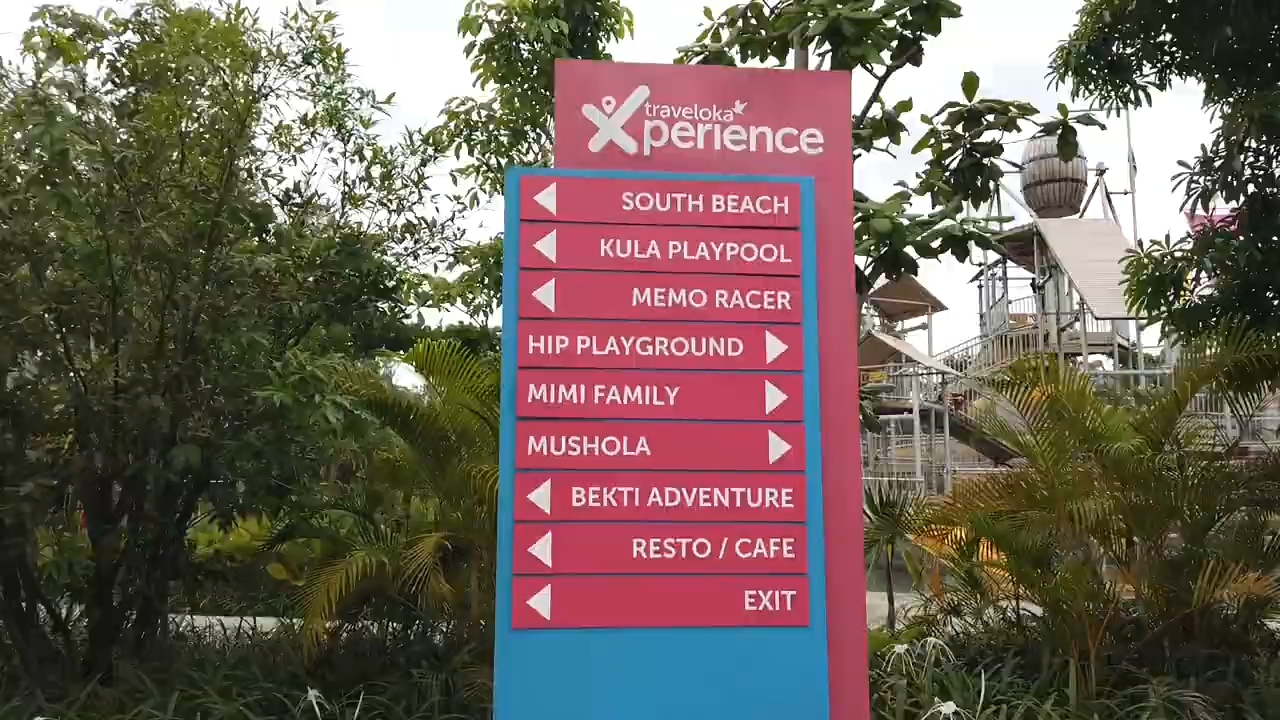 traveloka
Xperience
SOUTH BEACH
KULA PLAYPOOL
MEMO RACER
HIP PLAYGROUND
MIMI FAMILY
MUSHOLA
BEKTI ADVENTURE
RESTO / CAFE
EXIT